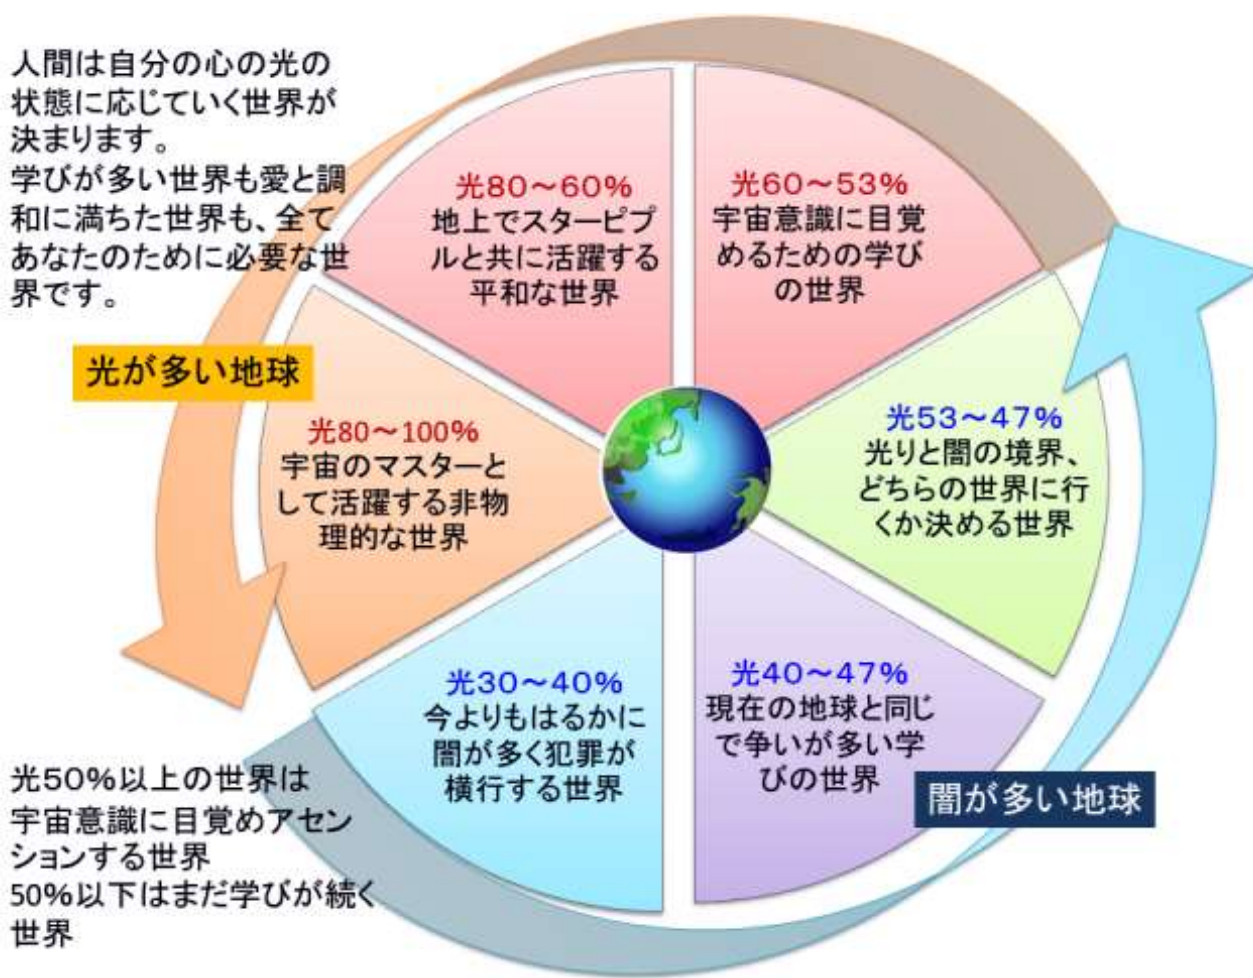 人間は自分の心の光の
状態に応じていく世界が
決まります。
学びが多い世界も愛と調
和に満ちた世界も、全て
あなたのために必要な世
界です。
光80～60%
地上でスターピプ
ルと共に活躍する
平和な世界
光60～53%
宇宙意識に目覚
めるための学び
の世界
光が多い地球
光80～100%
宇宙のマスターと
して活躍する非物
理的な世界
光53～47%
光りと闇の境界、
どちらの世界に行
くか決める世界
光30～40%
今よりもはるかに
闇が多く犯罪が
横行する世界
光40～47%
現在の地球と同じ
で争いが多い学
びの世界
闇が多い地球
光50%以上の世界は
宇宙意識に目覚めアセン
ションする世界
50%以下はまだ学びが続く
世界